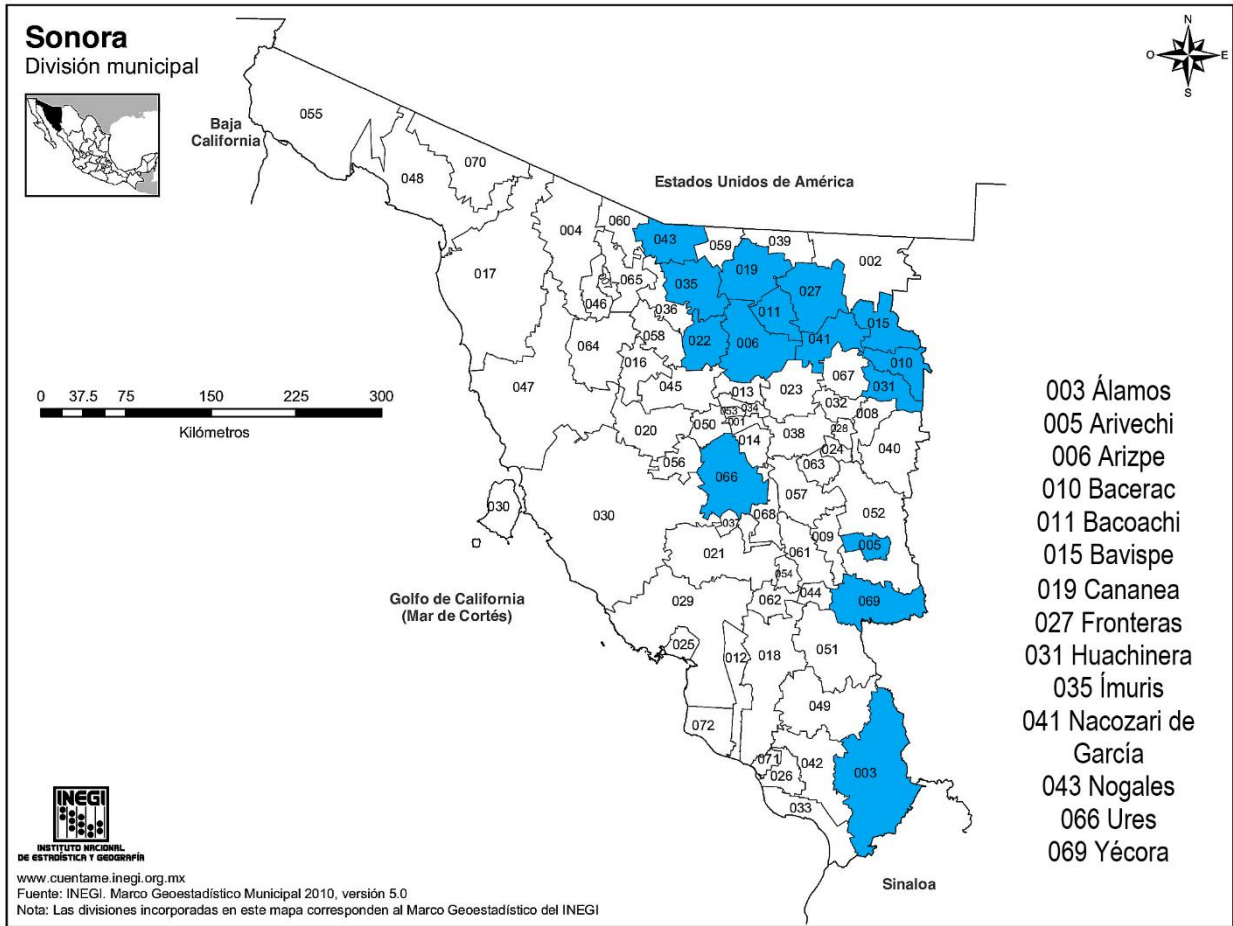 Sonora
División municipal
N
O
E
S
Baja
California
Estados Unidos de América
055
048
070
004
060
043
059
039
002
017
065
046
035
019
027
036
011
015
064
058
022
006
041
010
016
067
031
047
045
013
023
032
008
053
034
001
028
020
050
014
038
024
040
056
063
066
057
052
030
030
068
037
009
005
021
061
054
044
069
029
062
025
012
018
051
049
072
071
042
026
003
033
0 37.5 75 150 225 300
Kilómetros
Golfo de California
(Mar de Cortés)
Sinaloa
003 Álamos
005 Arivechi
006 Arizpe
010 Bacerac
011 Bacoachi
015 Bavispe
019 Cananea
027 Fronteras
031 Huachinera
035 Ímuris
041 Nacozari de
García
043 Nogales
066 Ures
069 Yécora
INEGI
INSTITUTO NACIONAL
DE ESTADÍSTICA Y GEOGRAFÍA
www.cuentame.inegi.org.mx
Fuente: INEGI. Marco Geoestadístico Municipal 2010, versión 5.0
Nota: Las divisiones incorporadas en este mapa corresponden al Marco Geoestadístico del INEGI